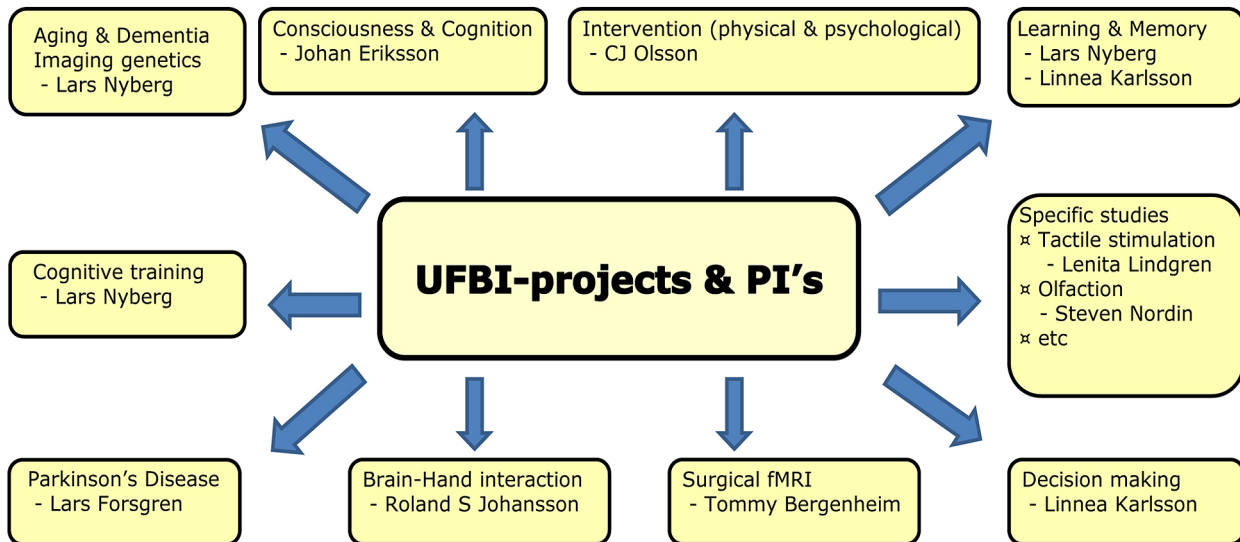 Aging & Dementia
Imaging genetics
- Lars Nyberg
Consciousness & Cognition
- Johan Eriksson
Intervention (physical & psychological)
- CJ Olsson
Learning & Memory
- Lars Nyberg
- Linnea Karlsson
Cognitive training
- Lars Nyberg
UFBI-projects & PI’s
Specific studies
¤ Tactile stimulation
- Lenita Lindgren
¤ Olfaction
- Steven Nordin
¤ etc
Parkinson’s Disease
- Lars Forsgren
Brain-Hand interaction
- Roland S Johansson
Surgical fMRI
- Tommy Bergenheim
Decision making
- Linnea Karlsson